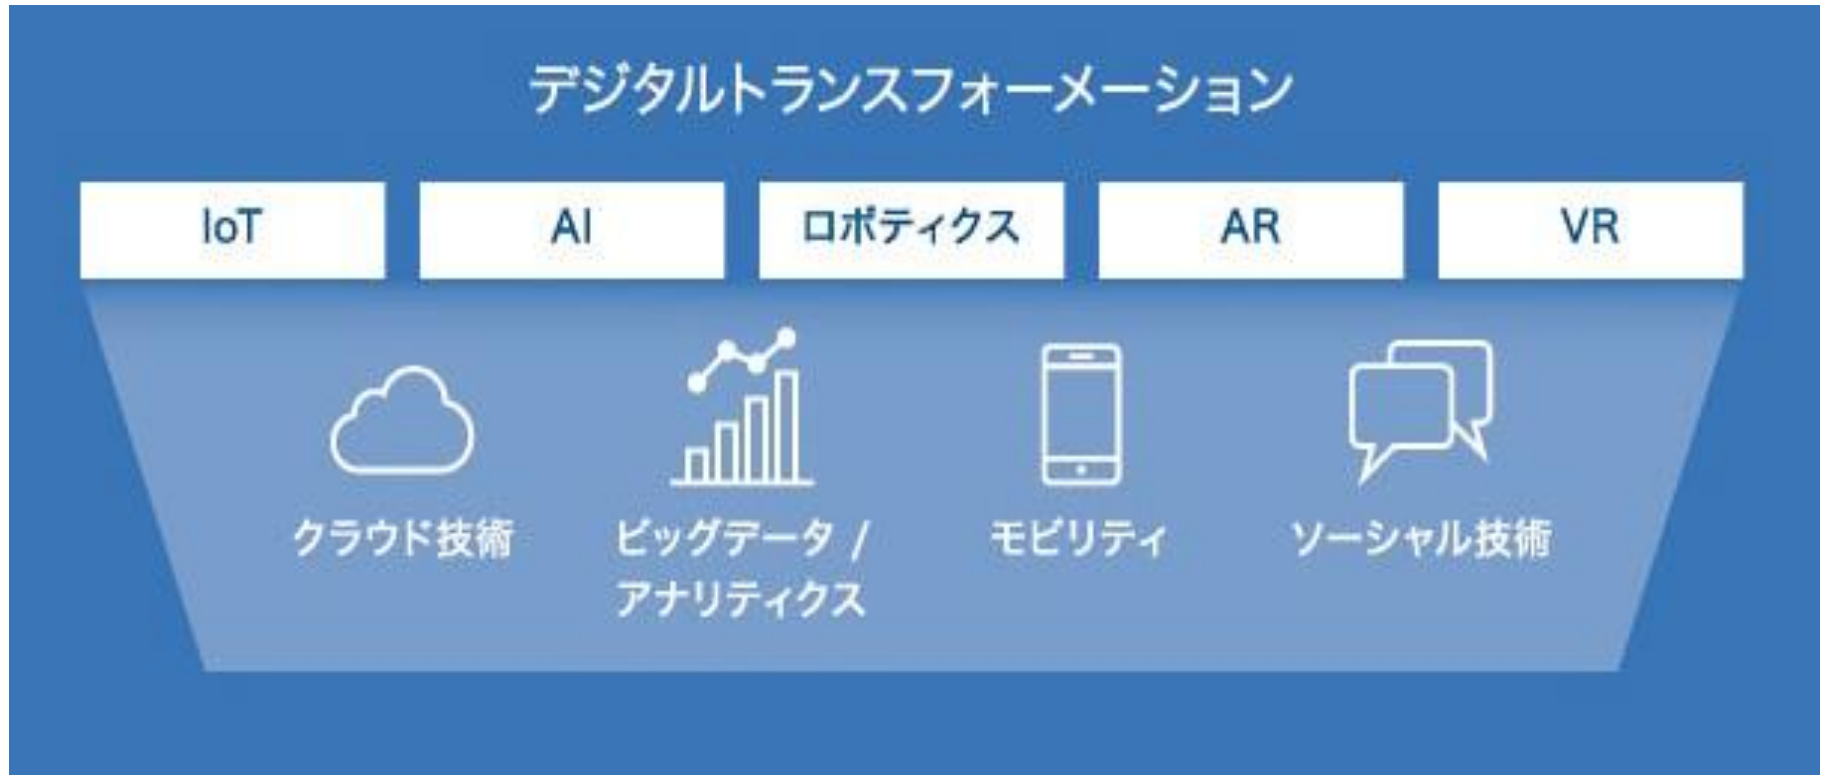 デジタルトランスフォーメーション
IoT
AI
ロボティクス
AR
VR
クラウド技術
ビッグデータ /
アナリティクス
モビリティ
ソーシャル技術